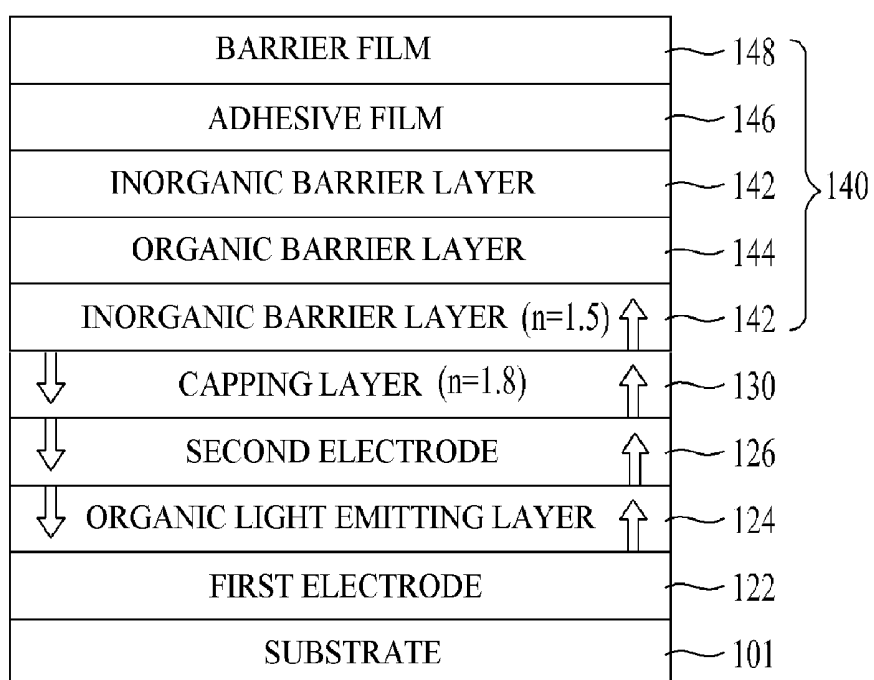 BARRIER FILM 148
ADHESIVE FILM 146
INORGANIC BARRIER LAYER 142
140
ORGANIC BARRIER LAYER 144
INORGANIC BARRIER LAYER (n=1.5) 142
CAPPING LAYER (n=1.8) 130
SECOND ELECTRODE 126
ORGANIC LIGHT EMITTING LAYER 124
FIRST ELECTRODE 122
SUBSTRATE 101